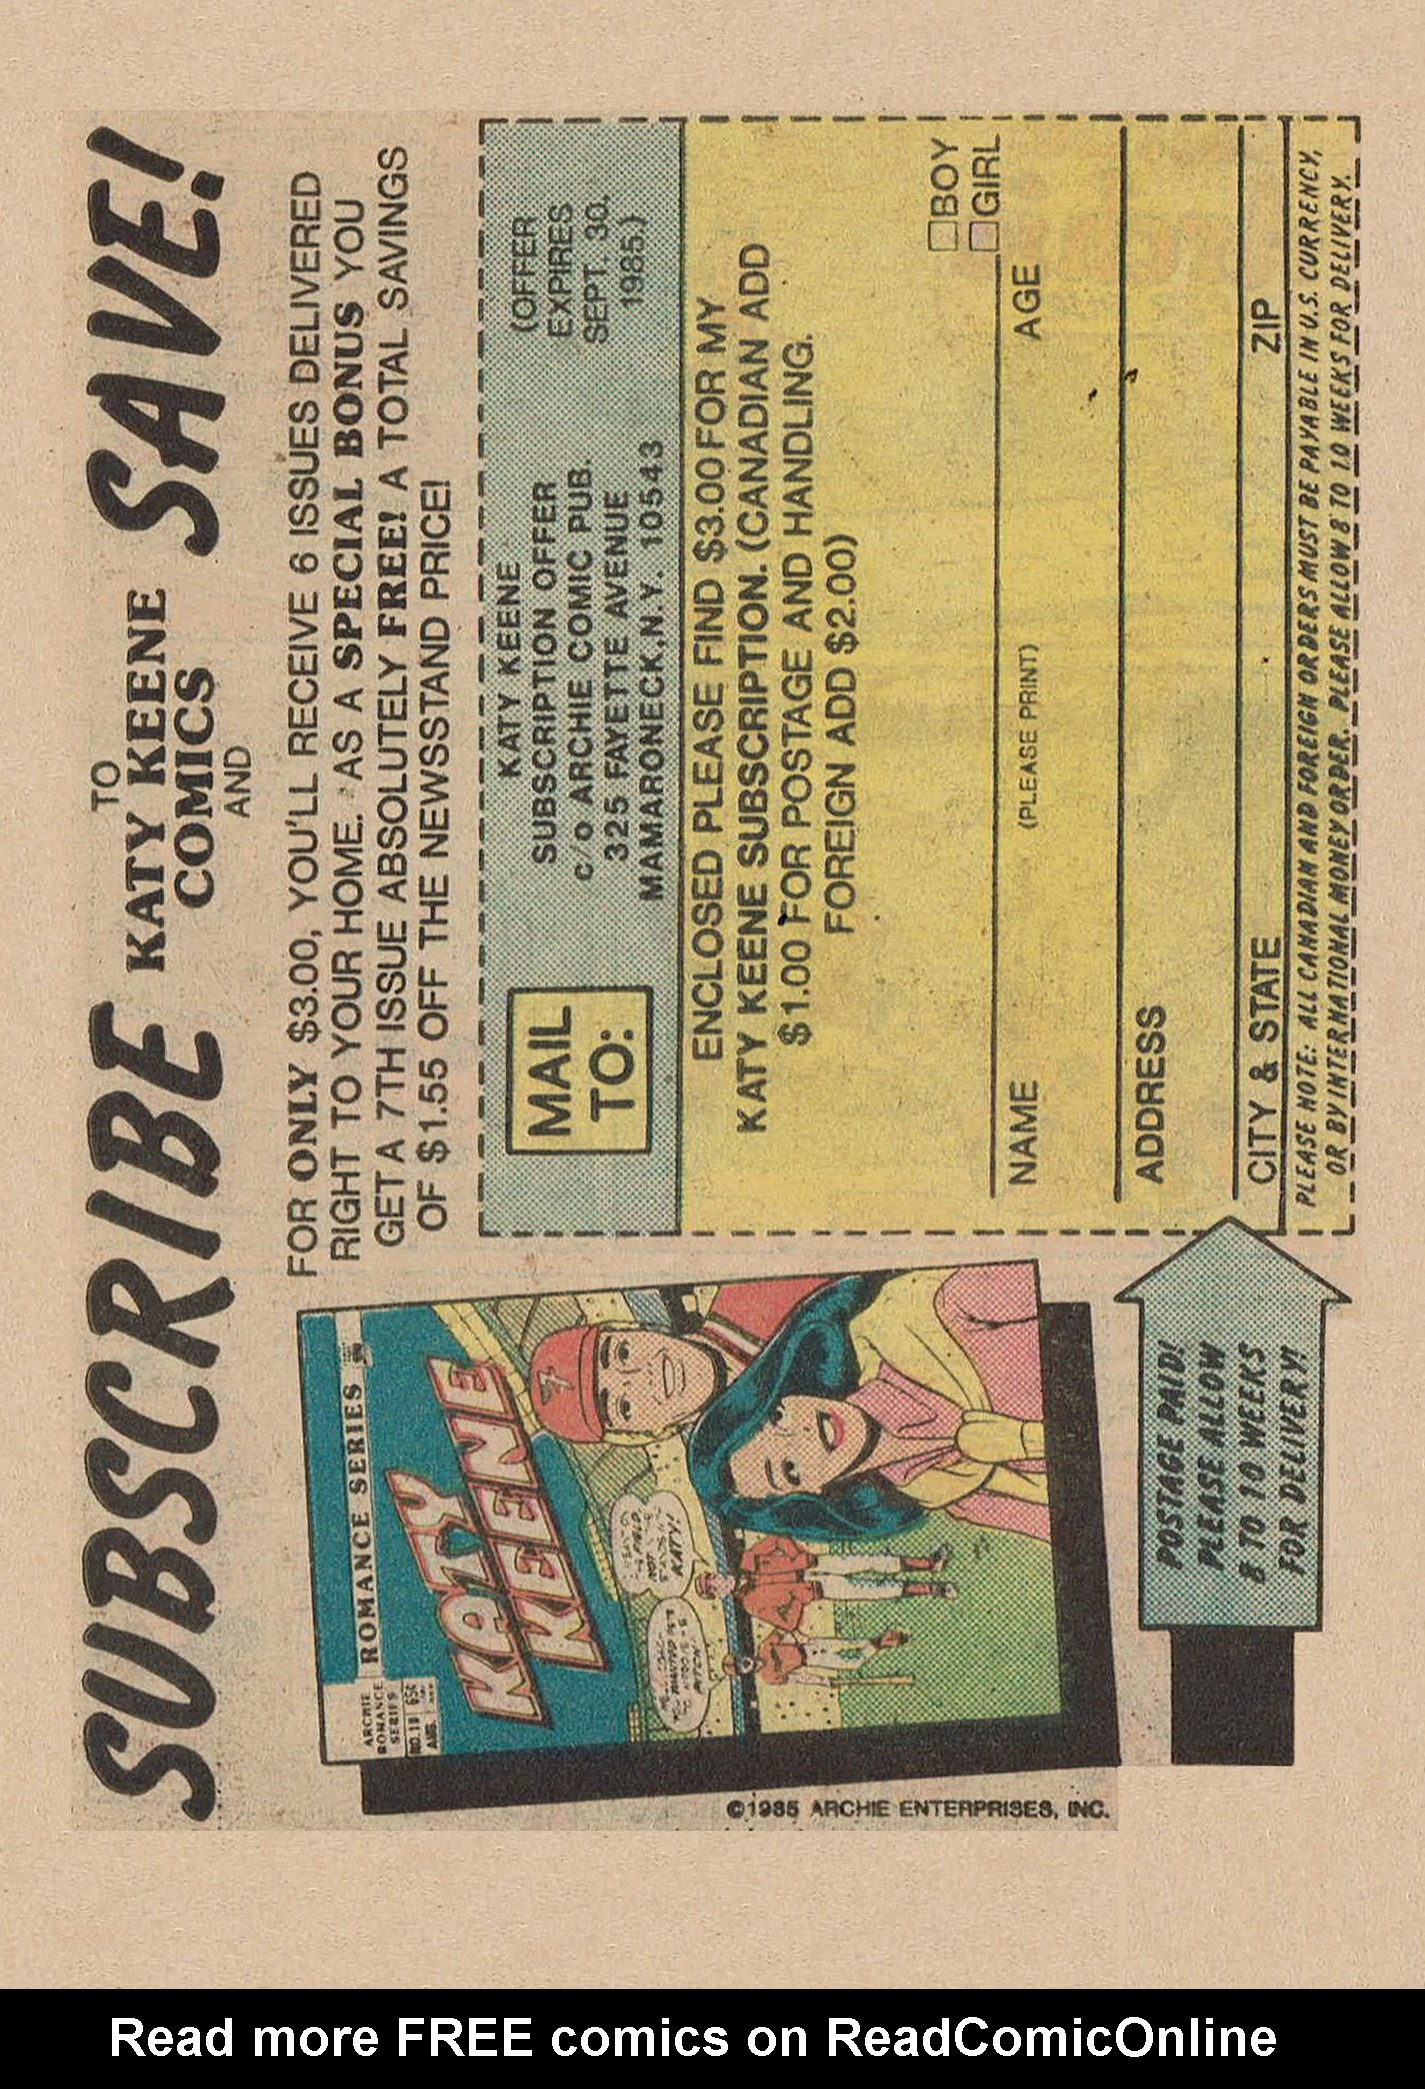 SUBSCRIBE TO KATY KEENE COMICS AND SAVE!
FOR ONLY $3.00, YOU'LL RECEIVE 6 ISSUES DELIVERED
RIGHT TO YOUR HOME. AS A SPECIAL BONUS YOU
GET A 7TH ISSUE ABSOLUTELY FREE! A TOTAL SAVINGS
OF $1.55 OFF THE NEWSSTAND PRICE!
MAIL
TO:
KATY KEENE
SUBSCRIPTION OFFER
c/o ARCHIE COMIC PUB.
325 FAYETTE AVENUE
MAMARONECK, N.Y. 10543
(OFFER
EXPIRES
SEPT. 30,
1985)
ENCLOSED PLEASE FIND $3.00 FOR MY
KATY KEENE SUBSCRIPTION. (CANADIAN ADD
$1.00 FOR POSTAGE AND HANDLING.
FOREIGN ADD $2.00)
BOY
GIRL
NAME (PLEASE PRINT) AGE
ADDRESS
CITY & STATE ZIP
PLEASE NOTE: ALL CANADIAN AND FOREIGN ORDERS MUST BE PAYABLE IN U.S. CURRENCY,
OR BY INTERNATIONAL MONEY ORDER. PLEASE ALLOW 8 TO 10 WEEKS FOR DELIVERY.
ARCHIE
ROMANCE
SERIES
NO. 10 65¢
AUG.
ROMANCE SERIES
KATY
KEENE
KATY!
POSTAGE PAID!
PLEASE ALLOW
8 TO 10 WEEKS
FOR DELIVERY!
©1985 ARCHIE ENTERPRISES, INC.
Read more FREE comics on ReadComicOnline